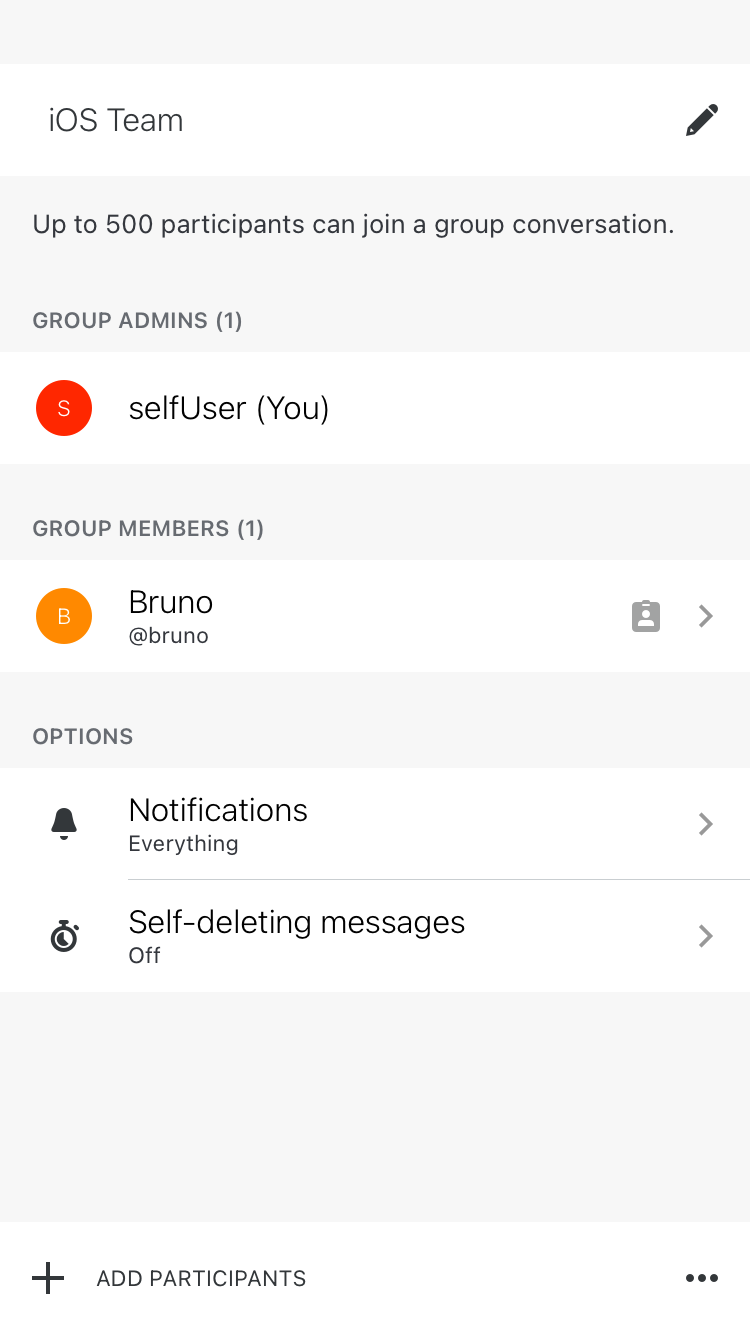 iOS Team
Up to 500 participants can join a group conversation.
GROUP ADMINS (1)
S
selfUser (You)
GROUP MEMBERS (1)
B
Bruno
@bruno
OPTIONS
Notifications
Everything
Self-deleting messages
Off
ADD PARTICIPANTS